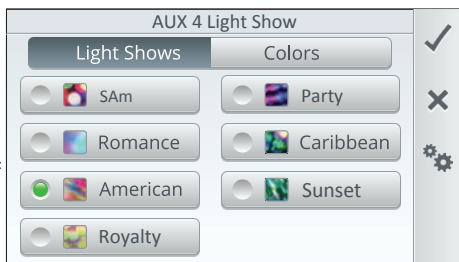 AUX 4 Light Show
Light Shows Colors
SAm Party
Romance Caribbean
American Sunset
Royalty